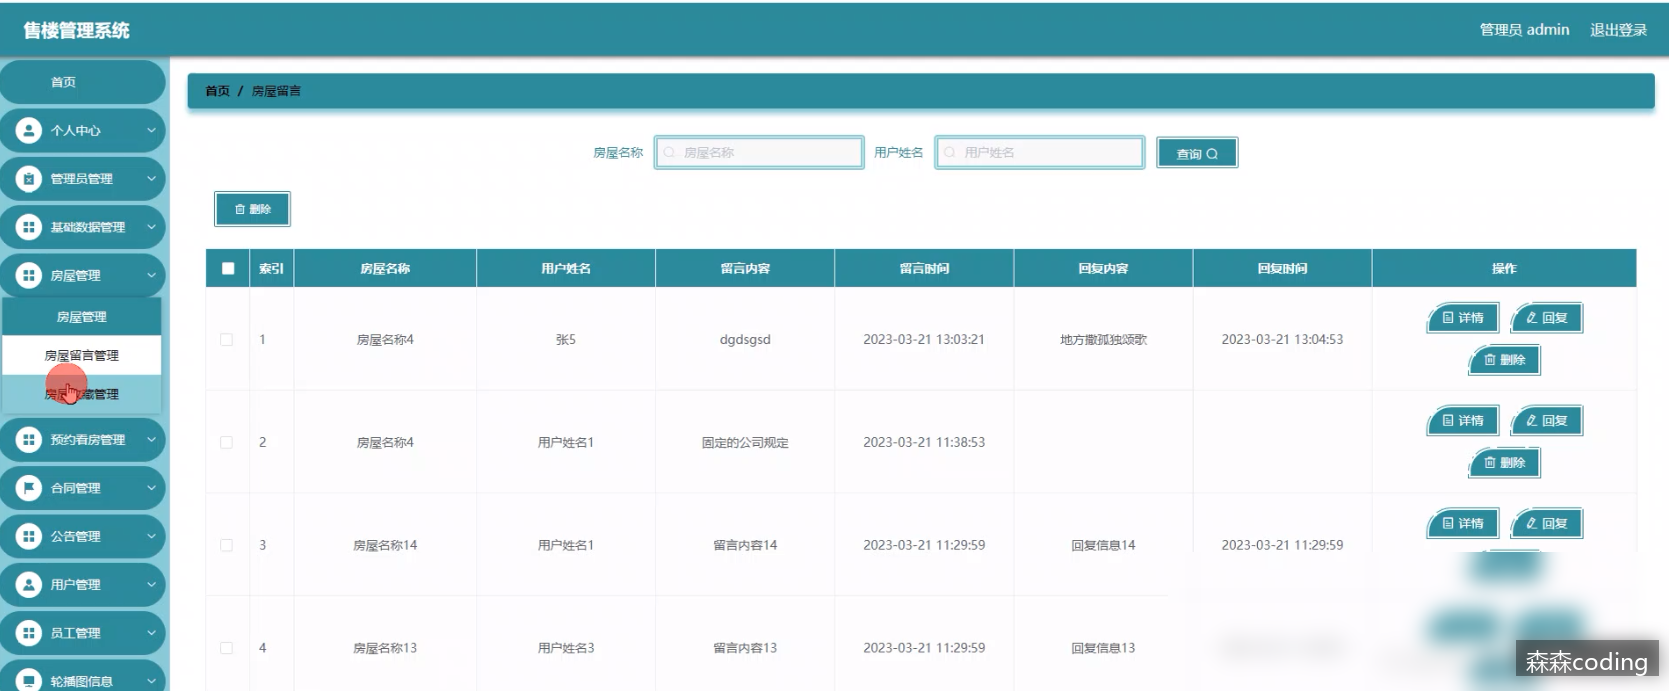 售楼管理系统
管理员 admin 退出登录
首页
个人中心
管理员管理
基础数据管理
房屋管理
房屋管理
房屋留言管理
房屋收藏管理
预约看房管理
合同管理
公告管理
用户管理
员工管理
轮播图信息
首页 / 房屋留言
房屋名称 房屋名称 用户姓名 用户姓名 查询
删除
索引 房屋名称 用户姓名 留言内容 留言时间 回复内容 回复时间 操作
1 房屋名称4 张5 dgdsgsd 2023-03-21 13:03:21 地方撒孤独颂歌 2023-03-21 13:04:53 详情 回复
删除
2 房屋名称4 用户姓名1 固定的公司规定 2023-03-21 11:38:53 详情 回复
删除
3 房屋名称14 用户姓名1 留言内容14 2023-03-21 11:29:59 回复信息14 2023-03-21 11:29:59 详情 回复
4 房屋名称13 用户姓名3 留言内容13 2023-03-21 11:29:59 回复信息13
森森coding